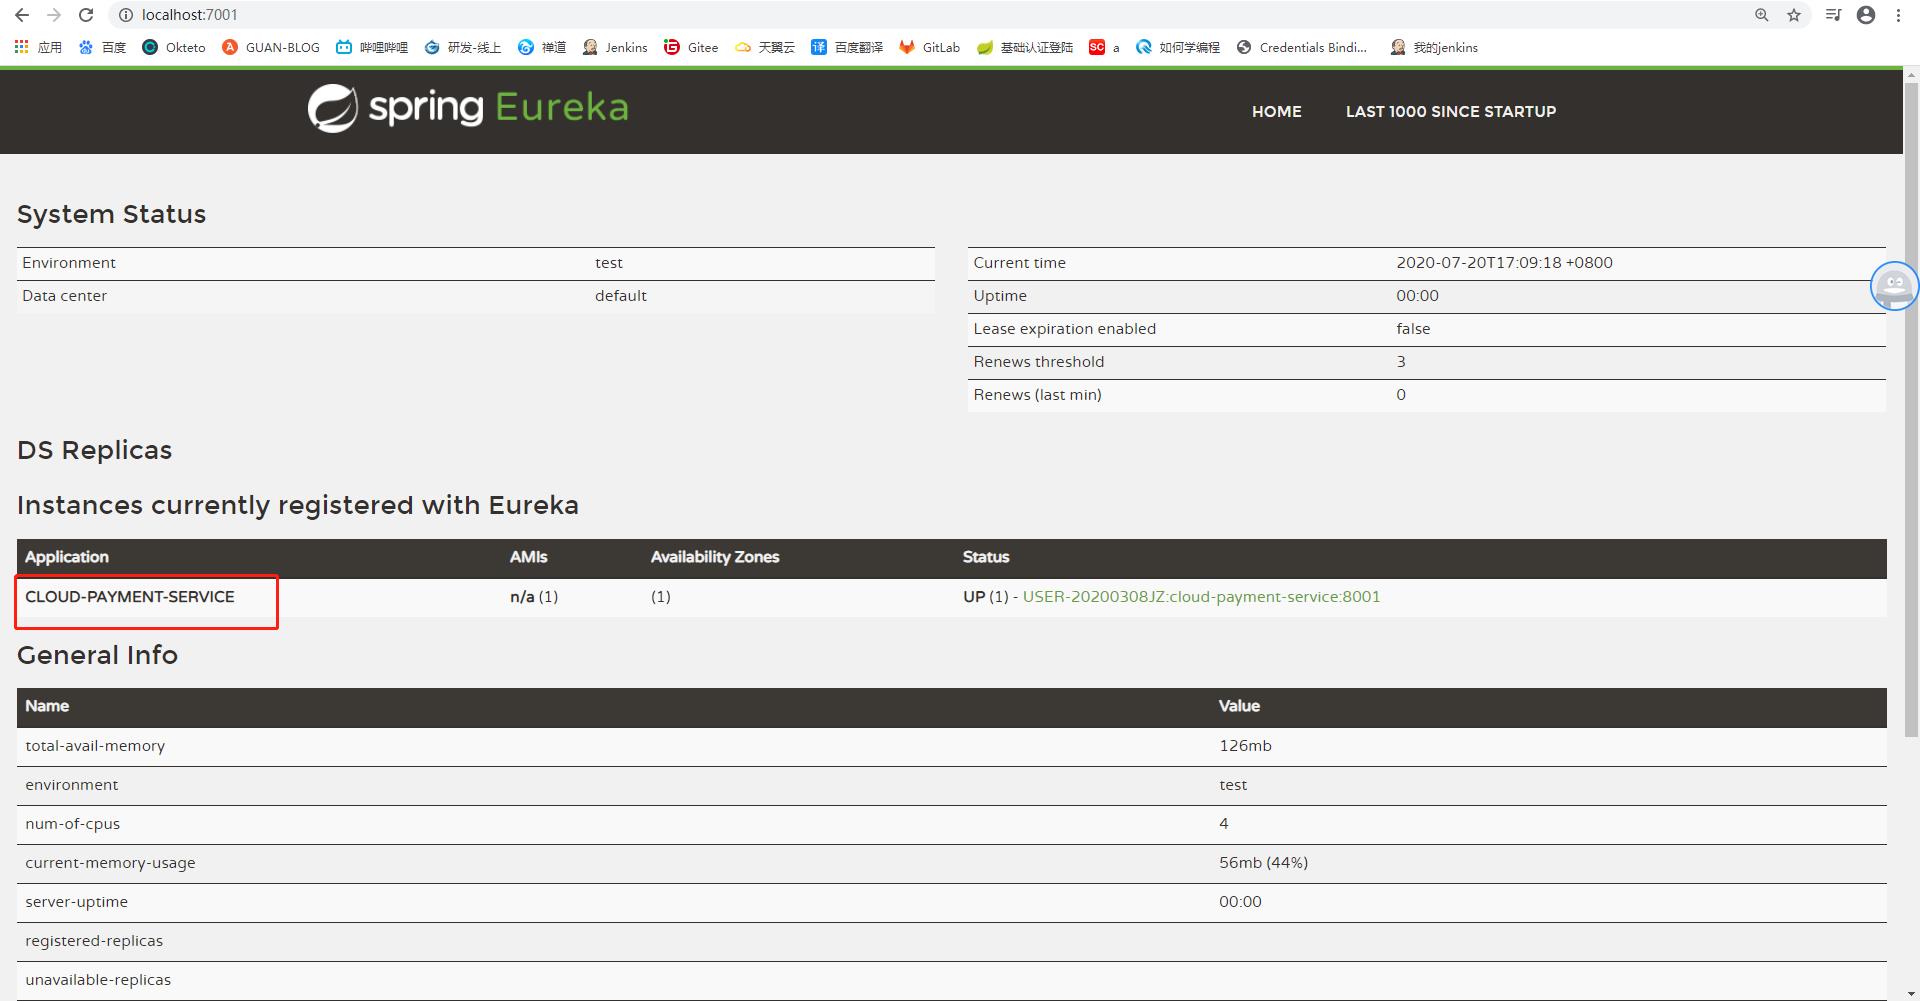 localhost:7001
应用 百度 Okteto GUAN-BLOG 哔哩哔哩 研发-线上 禅道 Jenkins Gitee 天翼云 译 百度翻译 GitLab 基础认证登陆 SC a 如何学编程 Credentials Bindi... 我的jenkins
spring Eureka HOME LAST 1000 SINCE STARTUP
System Status
Environment test
Data center default
Current time 2020-07-20T17:09:18 +0800
Uptime 00:00
Lease expiration enabled false
Renews threshold 3
Renews (last min) 0
DS Replicas
Instances currently registered with Eureka
Application AMIs Availability Zones Status
CLOUD-PAYMENT-SERVICE n/a (1) (1) UP (1) - USER-20200308JZ:cloud-payment-service:8001
General Info
Name Value
total-avail-memory 126mb
environment test
num-of-cpus 4
current-memory-usage 56mb (44%)
server-uptime 00:00
registered-replicas
unavailable-replicas